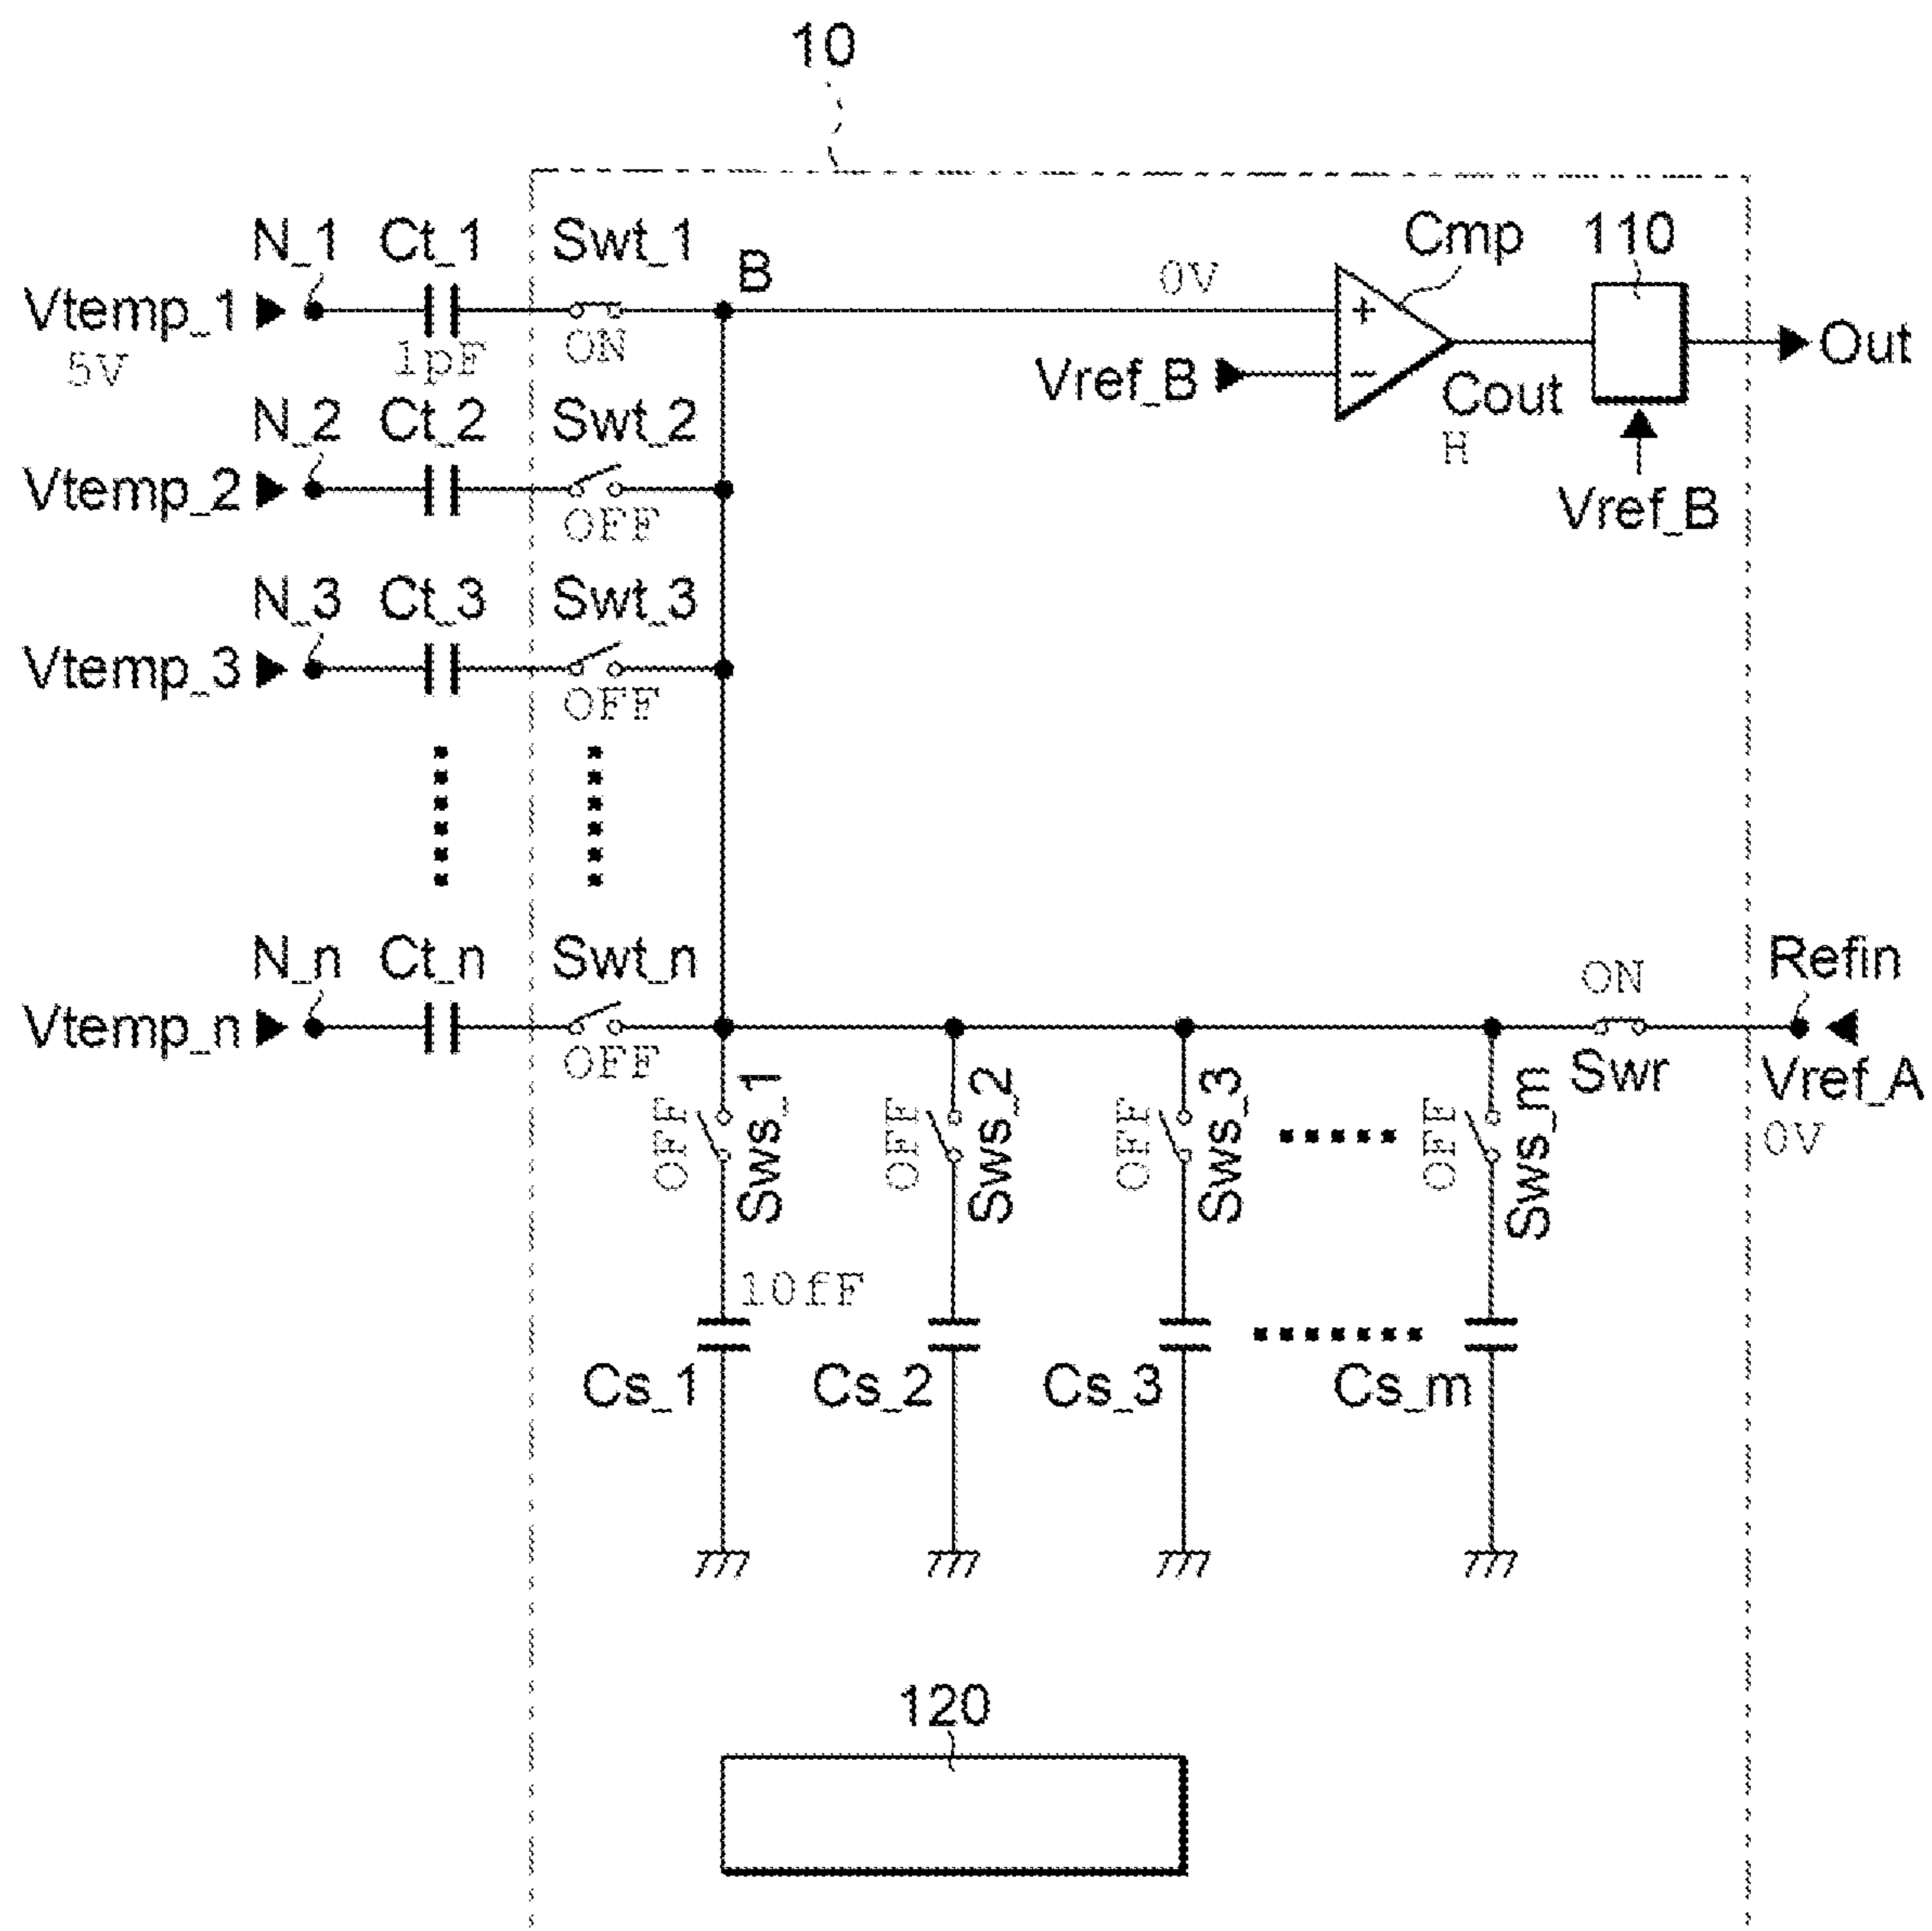 10
N_1 Ct_1 Swt_1 B 0V Cmp 110
Vtemp_1 5V 1pF ON Vref_B + − Cout H Out
N_2 Ct_2 Swt_2
Vtemp_2 OFF Vref_B
N_3 Ct_3 Swt_3
Vtemp_3 OFF
N_n Ct_n Swt_n ON Refin
Vtemp_n OFF Swr Vref_A
0V
OFF Sws_1 OFF Sws_2 OFF Sws_3 OFF Sws_m
10fF
Cs_1 Cs_2 Cs_3 Cs_m
120